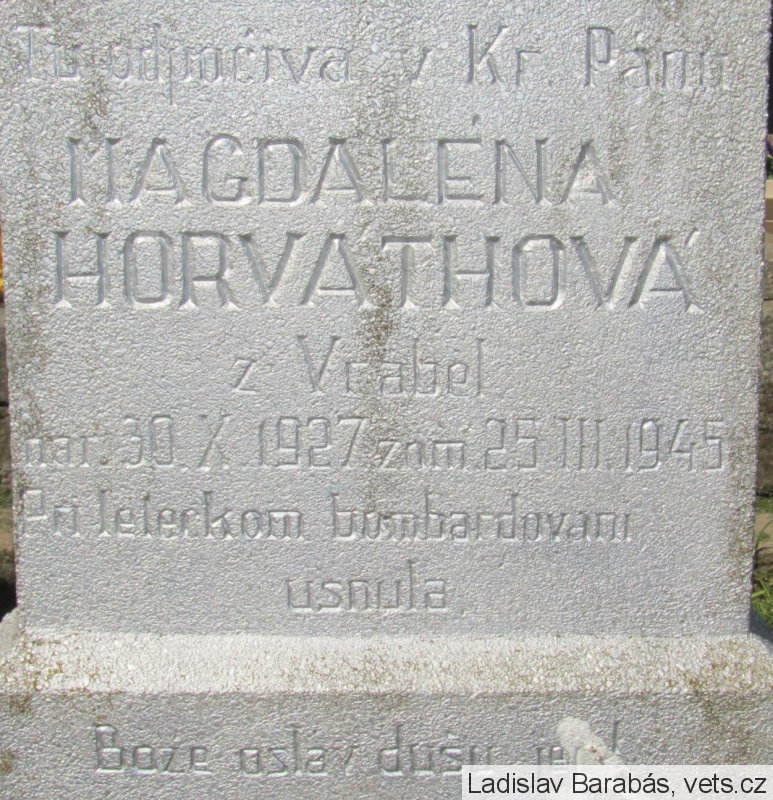 Tu odpočíva v Kr. Pánu
MAGDALÉNA
HORVÁTHOVÁ
z Vrábel
nar. 30. X. 1927. zom. 25. III. 1945
Pri leteckom bombardovaní
usnula.
Bože oslav dušu jej
Ladislav Barabás, vets.cz